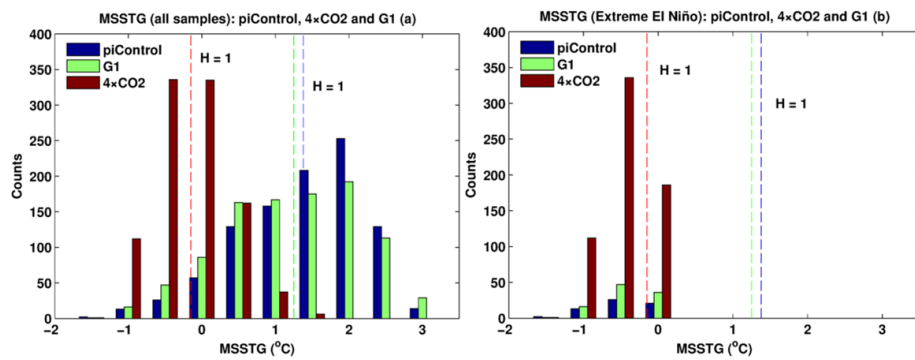 MSSTG (all samples): piControl, 4×CO2 and G1 (a)
400
350
300
250
200
150
100
50
0
Counts
piControl
G1
4×CO2
H = 1
H = 1
−2
−1
0
1
2
3
MSSTG (°C)
MSSTG (Extreme El Niño): piControl, 4×CO2 and G1 (b)
400
350
300
250
200
150
100
50
0
Counts
piControl
G1
4×CO2
H = 1
H = 1
−2
−1
0
1
2
3
MSSTG (°C)